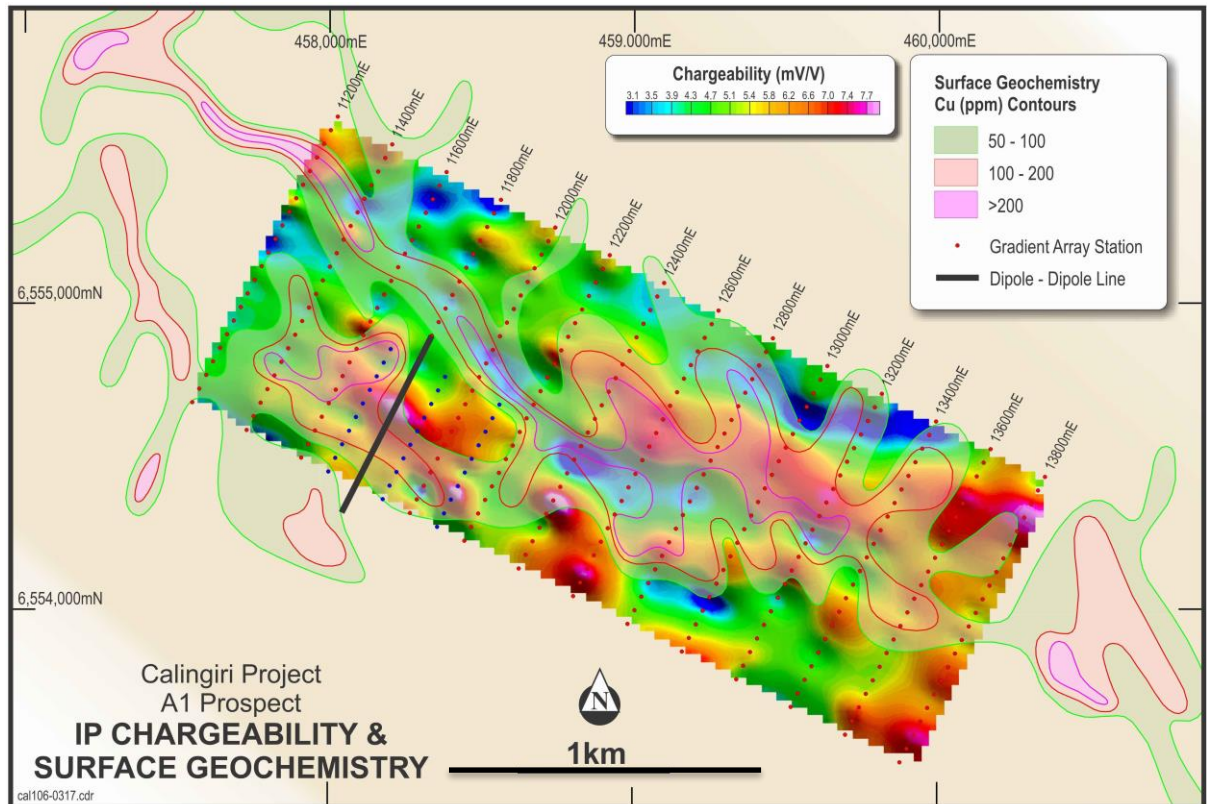 458,000mE
459.000mE
460,000mE
11200mE
11400mE
11600mE
11800mE
12000mE
12200mE
12400mE
12600mE
12800mE
13000mE
13200mE
13400mE
13600mE
13800mE
Chargeability (mV/V)
3.1 3.5 3.9 4.3 4.7 5.1 5.4 5.8 6.2 6.6 7.0 7.4 7.7
Surface Geochemistry
Cu (ppm) Contours
50 - 100
100 - 200
>200
Gradient Array Station
Dipole - Dipole Line
6,555,000mN
6,554,000mN
Calingiri Project
A1 Prospect
IP CHARGEABILITY &
SURFACE GEOCHEMISTRY
N
1km
cal106-0317.cdr